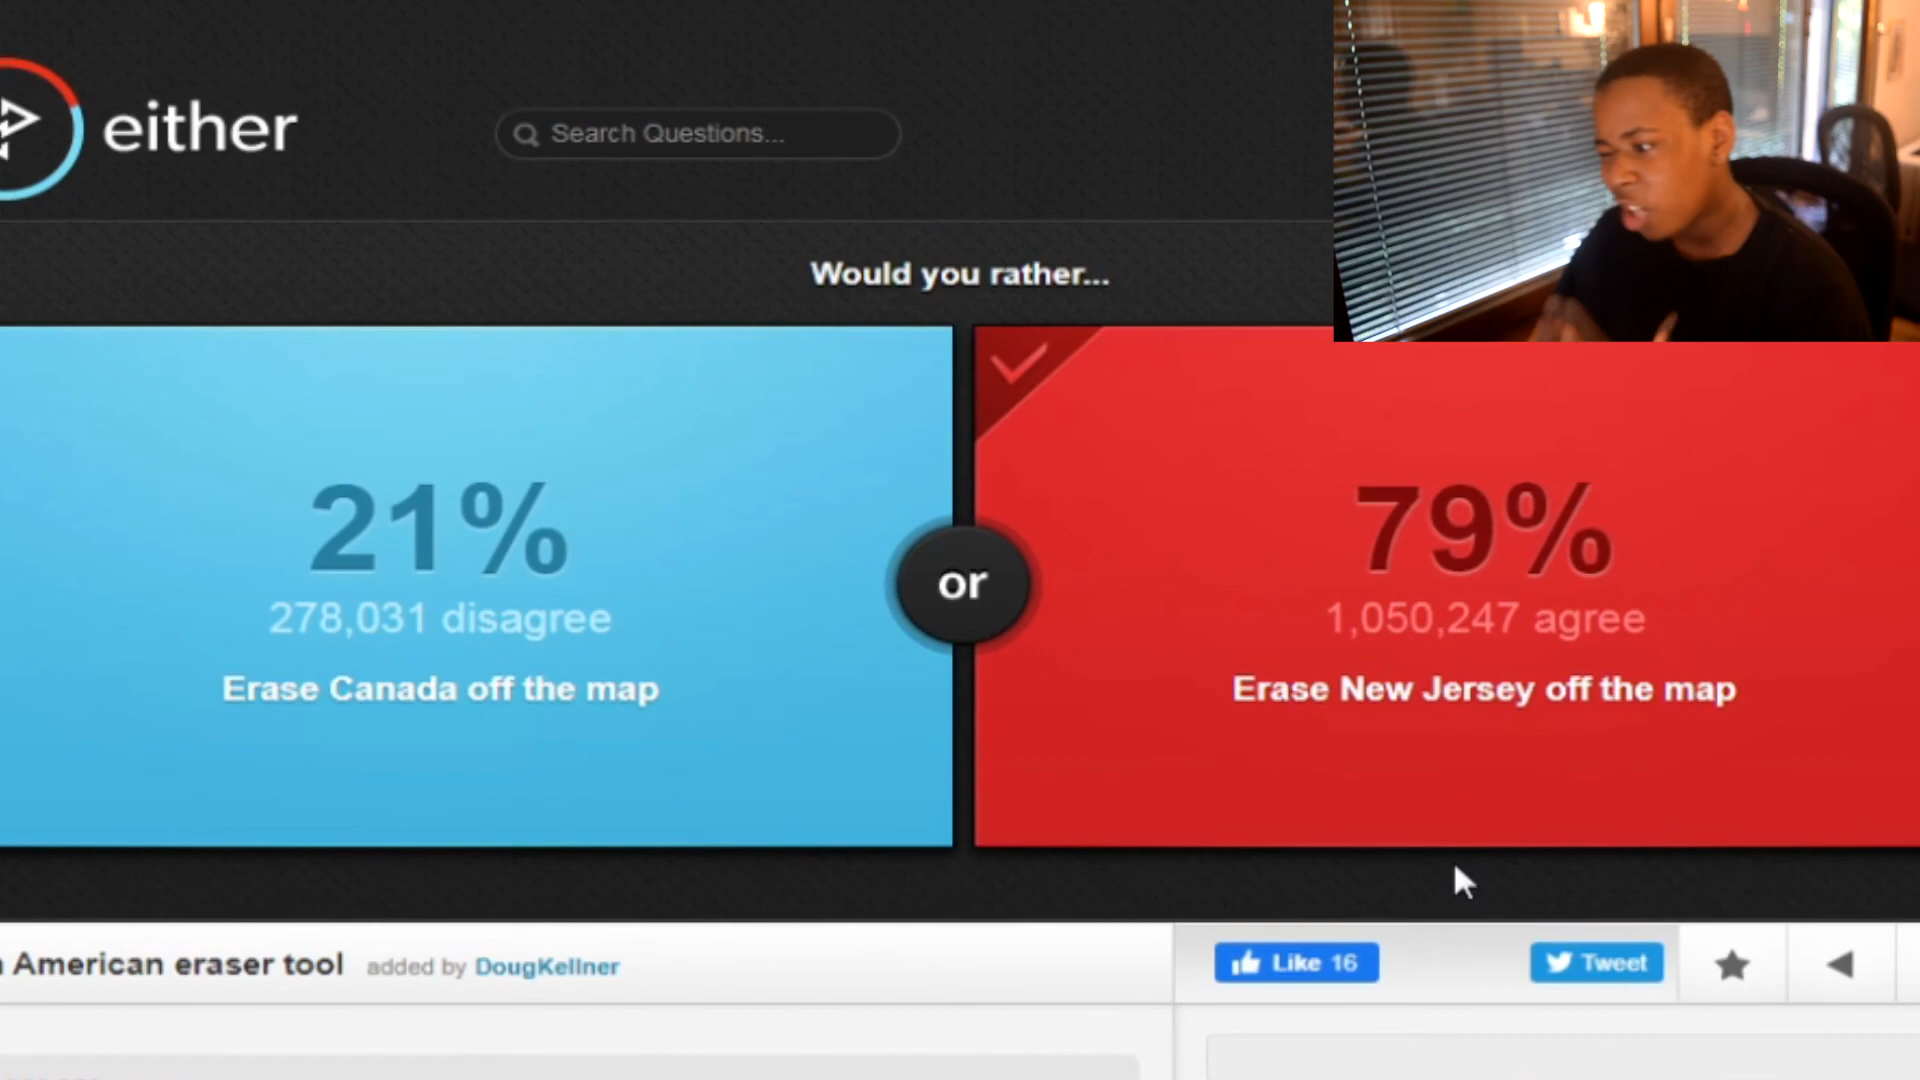 either
Search Questions...
Would you rather...
21%
278,031 disagree
Erase Canada off the map
or
79%
1,050,247 agree
Erase New Jersey off the map
American eraser tool added by DougKellner
Like 16
Tweet